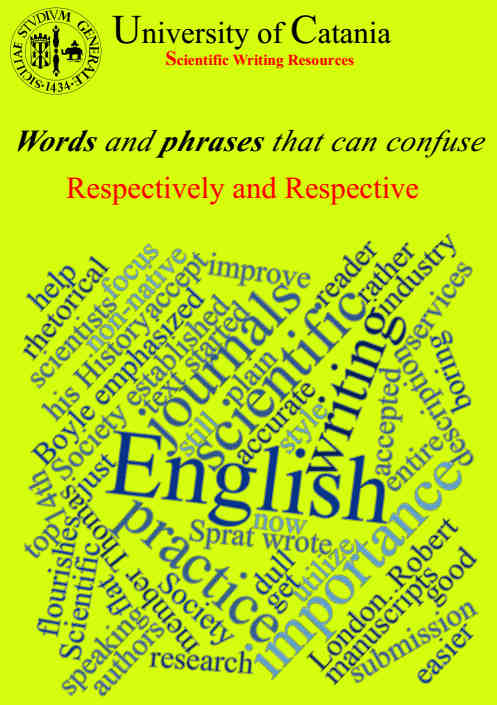 SICILIAE STVDIVM GENERALE
·1434·
University of Catania
Scientific Writing Resources
Words and phrases that can confuse
Respectively and Respective
help
rhetorical
scientists
focus
non-native
accept
improve
reader
rather
industry
services
boring
his
History
Boyle
emphasized
Society
established
text
started
journals
scientific
writing
plain
still
accurate
style
accepted
description
entire
English
just
14th
top
Thomas
practice
now
Sprat
wrote
importance
utilize
dull
get
flourishes
Scientific
flat
member
Society
speaking
authors
research
London.
Robert
manuscripts
good
submission
easier